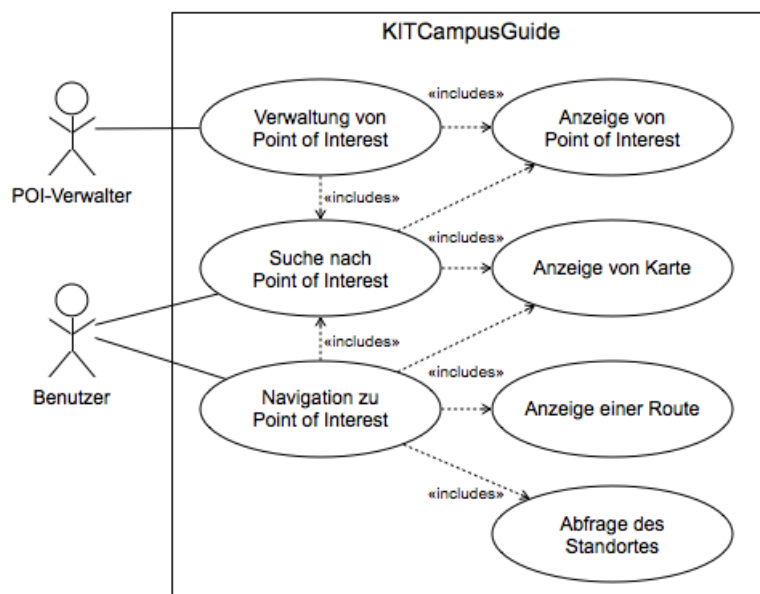 KITCampusGuide
«includes»
Verwaltung von
Point of Interest
Anzeige von
Point of Interest
POI-Verwalter
«includes»
«includes»
Suche nach
Point of Interest
Anzeige von Karte
«includes»
«includes»
Benutzer
Navigation zu
Point of Interest
Anzeige einer Route
«includes»
Abfrage des
Standortes